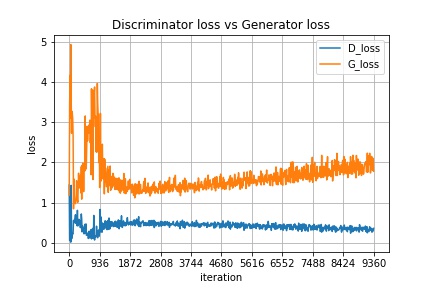 Discriminator loss vs Generator loss
D_loss
G_loss
loss
5
4
3
2
1
0
0 936 1872 2808 3744 4680 5616 6552 7488 8424 9360
iteration